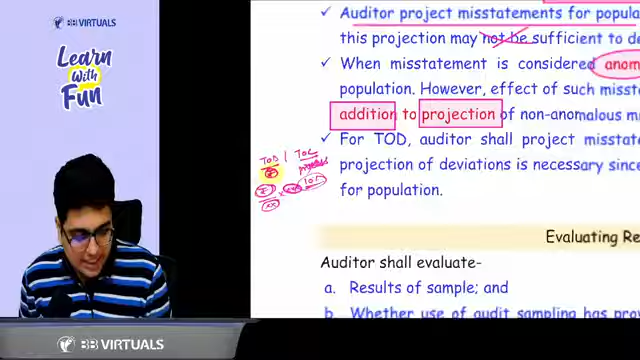 BB VIRTUALS
Learn
With
Fun
✓ Auditor project misstatements for popula
this projection may not be sufficient to de
✓ When misstatement is considered anom
population. However, effect of such misst
addition to projection of non-anomalous m
✓ For TOD, auditor shall project misstate
projection of deviations is necessary since
for population.
TOD | TOC
Evaluating Re
Auditor shall evaluate-
a. Results of sample; and
b. Whether use of audit sampling has prov
BB VIRTUALS